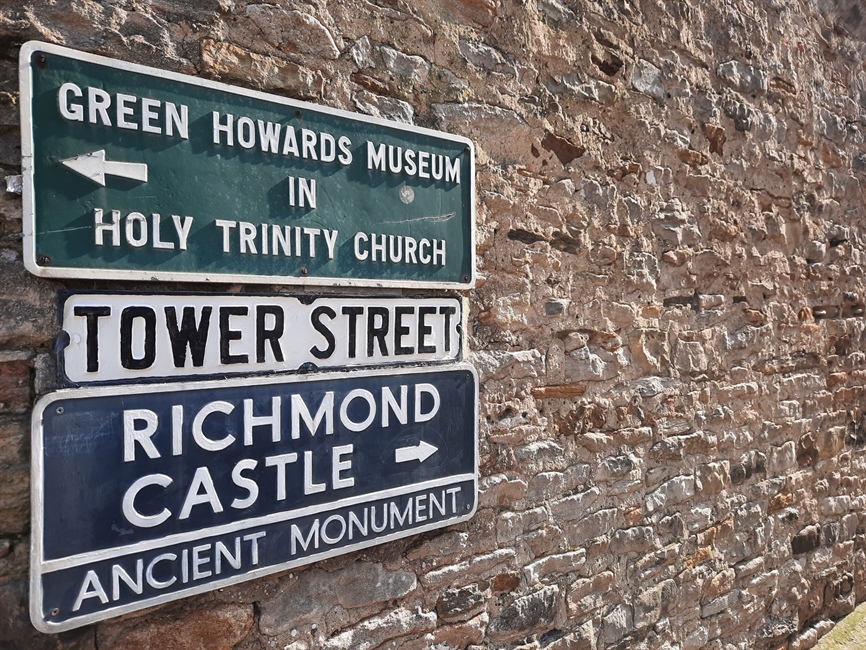 GREEN HOWARDS MUSEUM
IN
HOLY TRINITY CHURCH
TOWER STREET
RICHMOND
CASTLE
ANCIENT MONUMENT